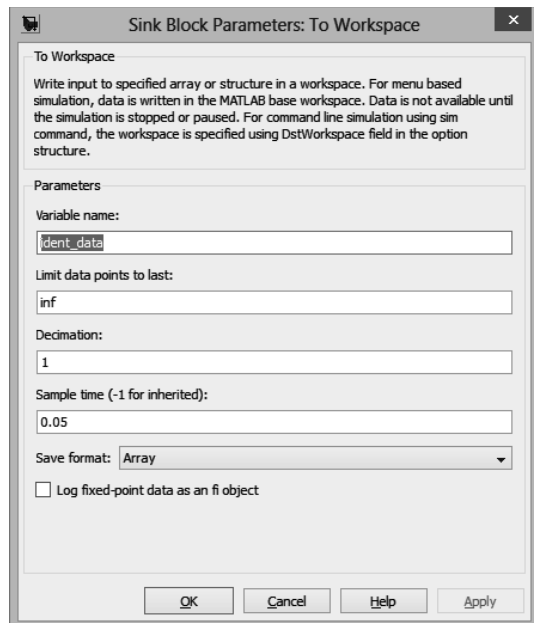 Sink Block Parameters: To Workspace
To Workspace
Write input to specified array or structure in a workspace. For menu based
simulation, data is written in the MATLAB base workspace. Data is not available until
the simulation is stopped or paused. For command line simulation using sim
command, the workspace is specified using DstWorkspace field in the option
structure.
Parameters
Variable name:
ident_data
Limit data points to last:
inf
Decimation:
1
Sample time (-1 for inherited):
0.05
Save format: Array
Log fixed-point data as an fi object
OK Cancel Help Apply